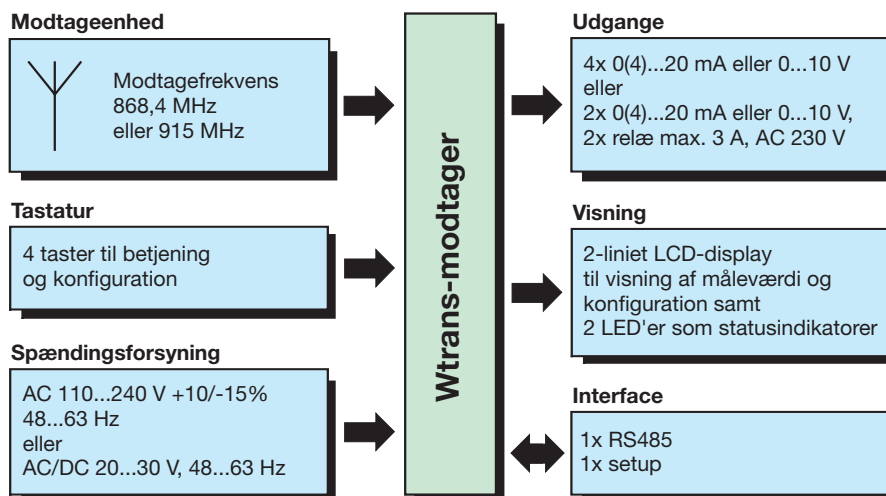 Modtageenhed
Modtagefrekvens
868,4 MHz
eller 915 MHz
Tastatur
4 taster til betjening
og konfiguration
Spændingsforsyning
AC 110...240 V +10/-15%
48...63 Hz
eller
AC/DC 20...30 V, 48...63 Hz
Wtrans-modtager
Udgange
4x 0(4)...20 mA eller 0...10 V
eller
2x 0(4)...20 mA eller 0...10 V,
2x relæ max. 3 A, AC 230 V
Visning
2-liniet LCD-display
til visning af måleværdi og
konfiguration samt
2 LED'er som statusindikatorer
Interface
1x RS485
1x setup